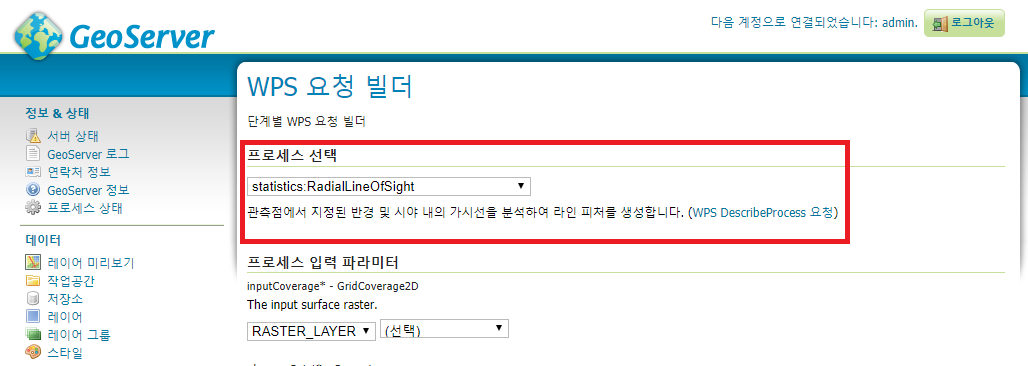 GeoServer
다음 계정으로 연결되었습니다: admin.
로그아웃
정보 & 상태
서버 상태
GeoServer 로그
연락처 정보
GeoServer 정보
프로세스 상태
데이터
레이어 미리보기
작업공간
저장소
레이어
레이어 그룹
스타일
WPS 요청 빌더
단계별 WPS 요청 빌더
프로세스 선택
statistics:RadialLineOfSight
관측점에서 지정된 반경 및 시야 내의 가시선을 분석하여 라인 피처를 생성합니다. (WPS DescribeProcess 요청)
프로세스 입력 파라미터
inputCoverage* - GridCoverage2D
The input surface raster.
RASTER_LAYER (선택)